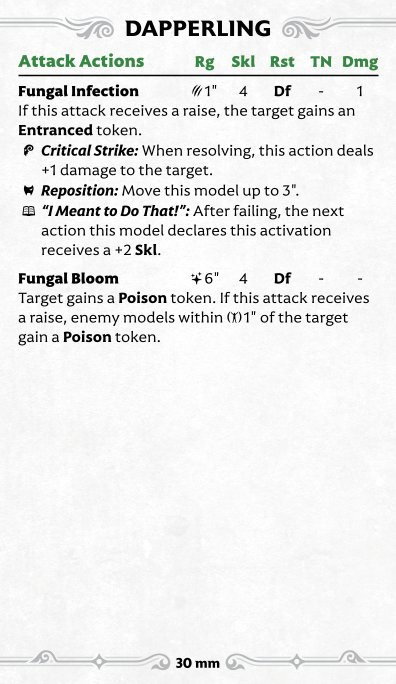 DAPPERLING
Attack Actions Rg Skl Rst TN Dmg
Fungal Infection 1" 4 Df - 1
If this attack receives a raise, the target gains an
Entranced token.
Critical Strike: When resolving, this action deals
+1 damage to the target.
Reposition: Move this model up to 3".
“I Meant to Do That!”: After failing, the next
action this model declares this activation
receives a +2 Skl.
Fungal Bloom 6" 4 Df - -
Target gains a Poison token. If this attack receives
a raise, enemy models within 1" of the target
gain a Poison token.
30 mm